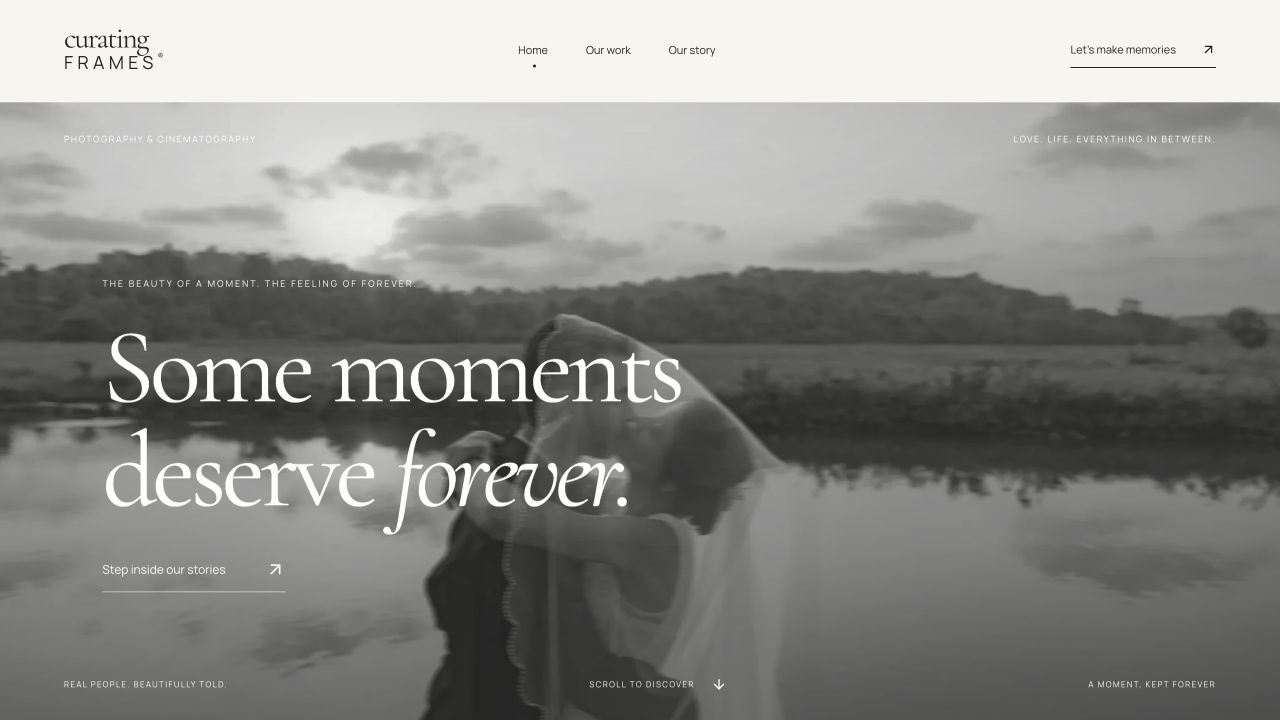 curating
FRAMES®
Home
Our work
Our story
Let's make memories
PHOTOGRAPHY & CINEMATOGRAPHY
LOVE. LIFE. EVERYTHING IN BETWEEN.
THE BEAUTY OF A MOMENT. THE FEELING OF FOREVER.
Some moments
deserve forever.
Step inside our stories
REAL PEOPLE. BEAUTIFULLY TOLD.
SCROLL TO DISCOVER
A MOMENT. KEPT FOREVER